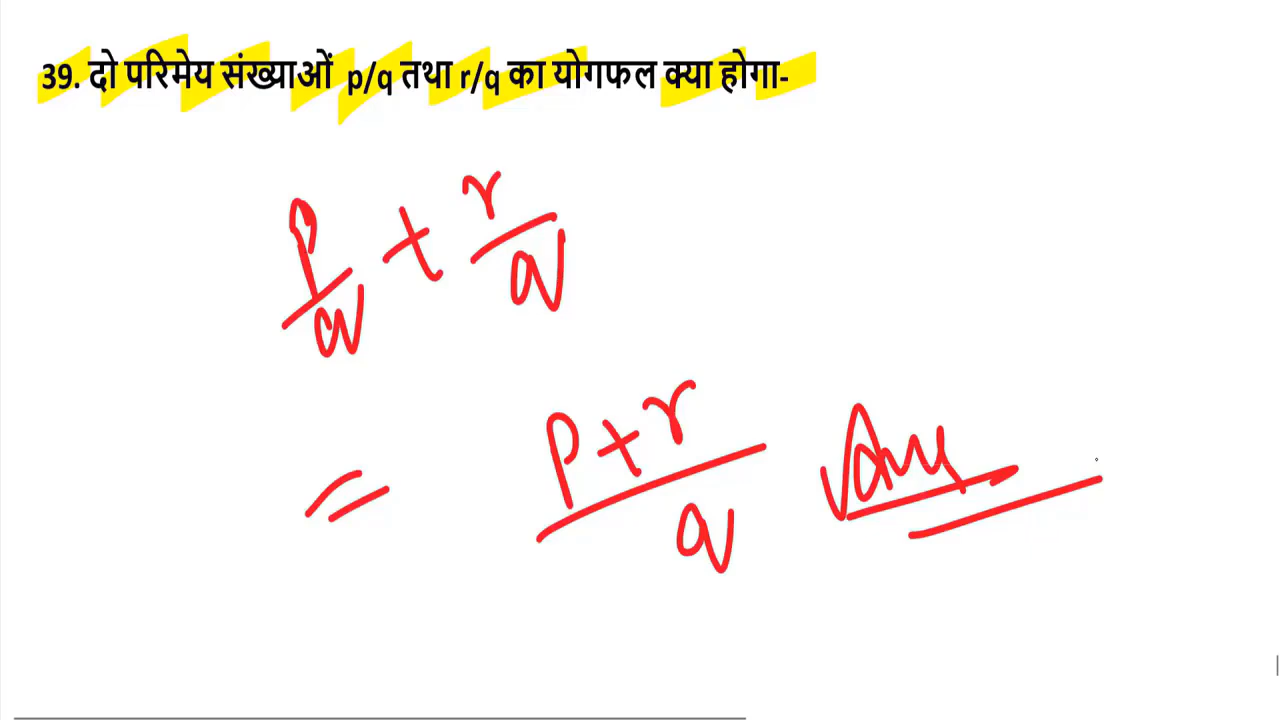 39. दो परिमेय संख्याओं p/q तथा r/q का योगफल क्या होगा-
p/q + r/q
= p+r/q Ans